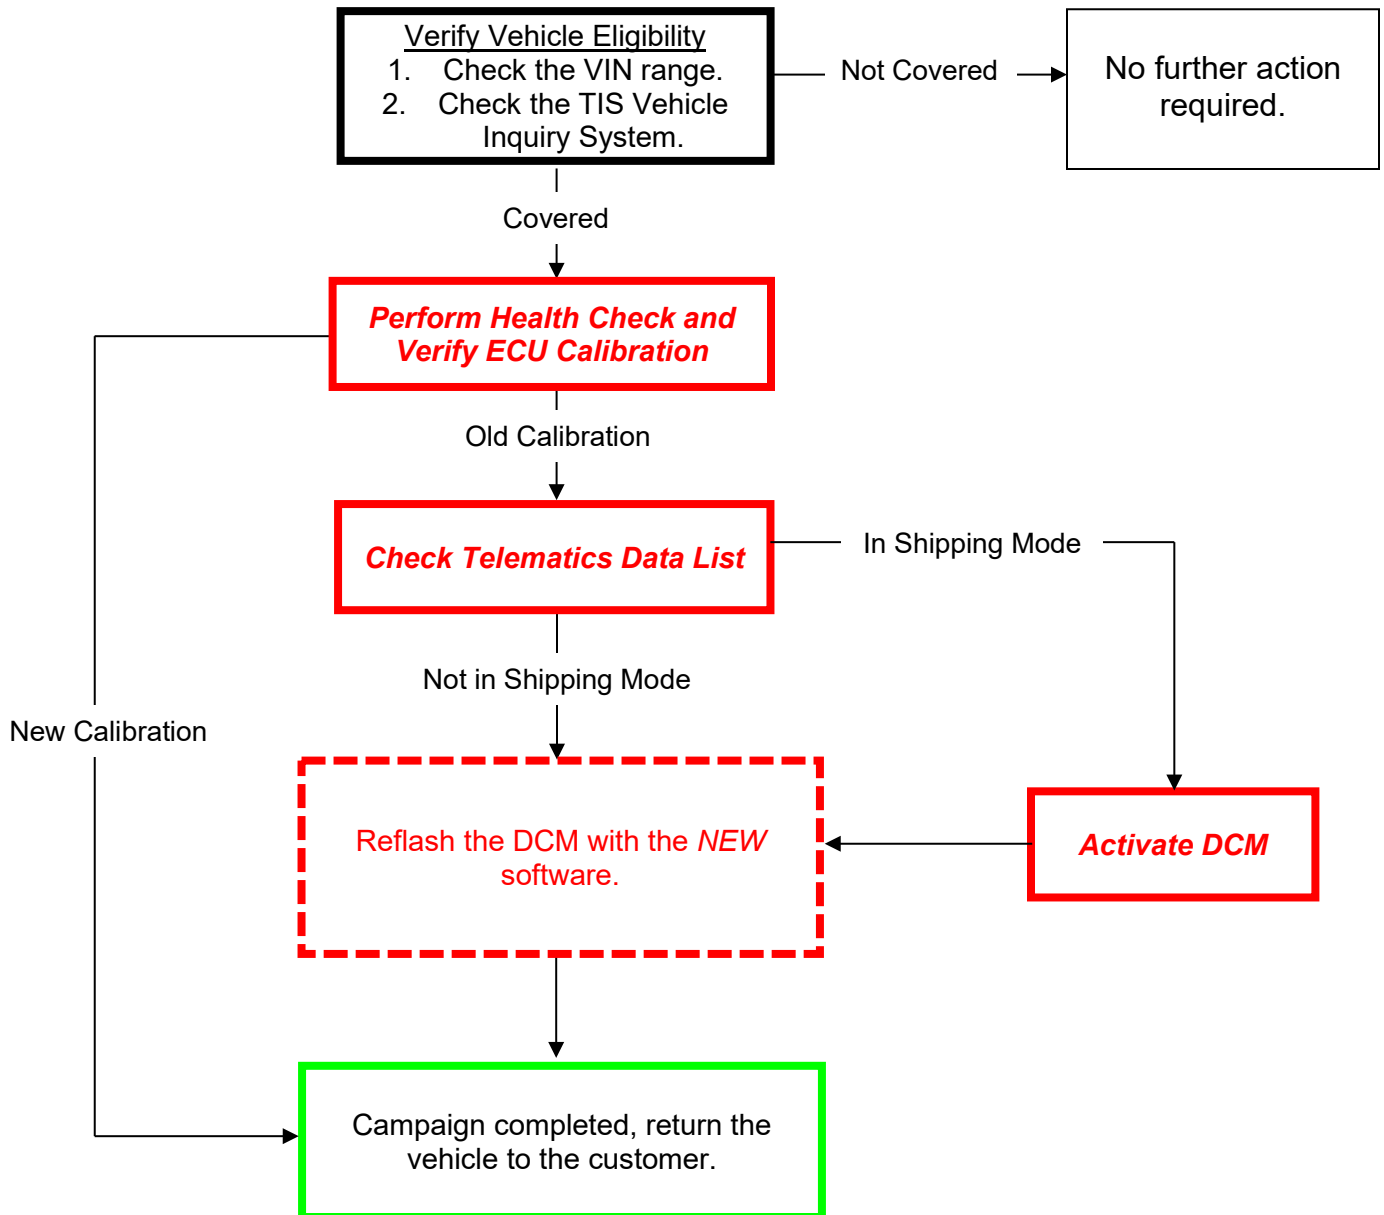 Verify Vehicle Eligibility
1. Check the VIN range.
2. Check the TIS Vehicle
Inquiry System.
Not Covered
No further action
required.
Covered
Perform Health Check and
Verify ECU Calibration
Old Calibration
Check Telematics Data List
In Shipping Mode
Not in Shipping Mode
New Calibration
Reflash the DCM with the NEW
software.
Activate DCM
Campaign completed, return the
vehicle to the customer.